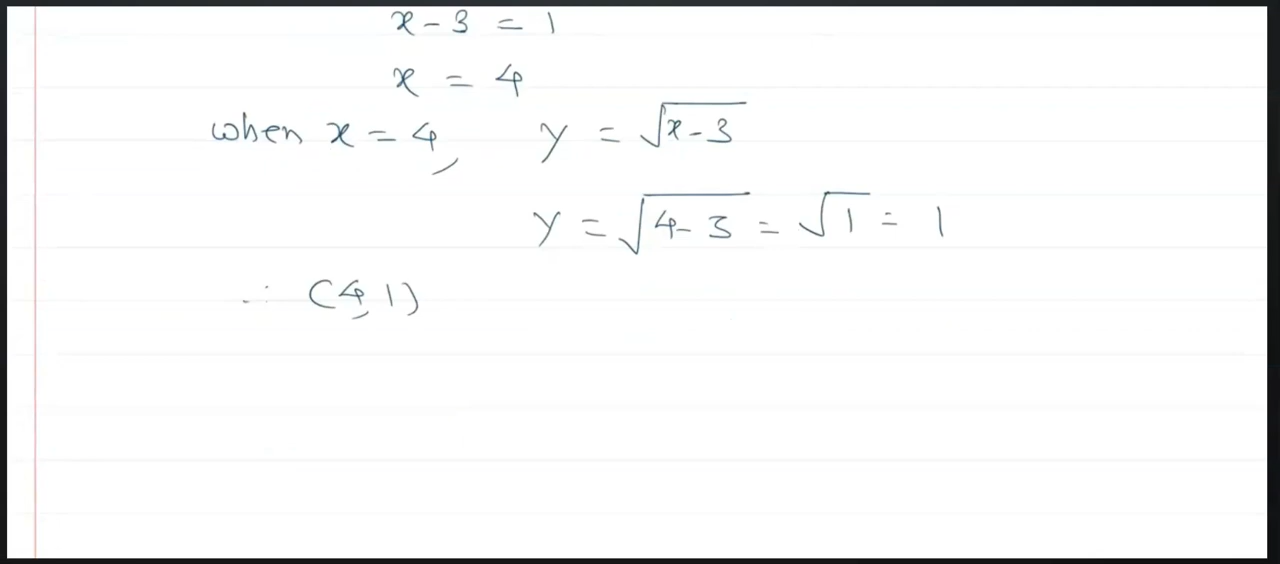 x - 3 = 1
x = 4
when x = 4, y = √x - 3
y = √4 - 3 = √1 = 1
∴ (4, 1)